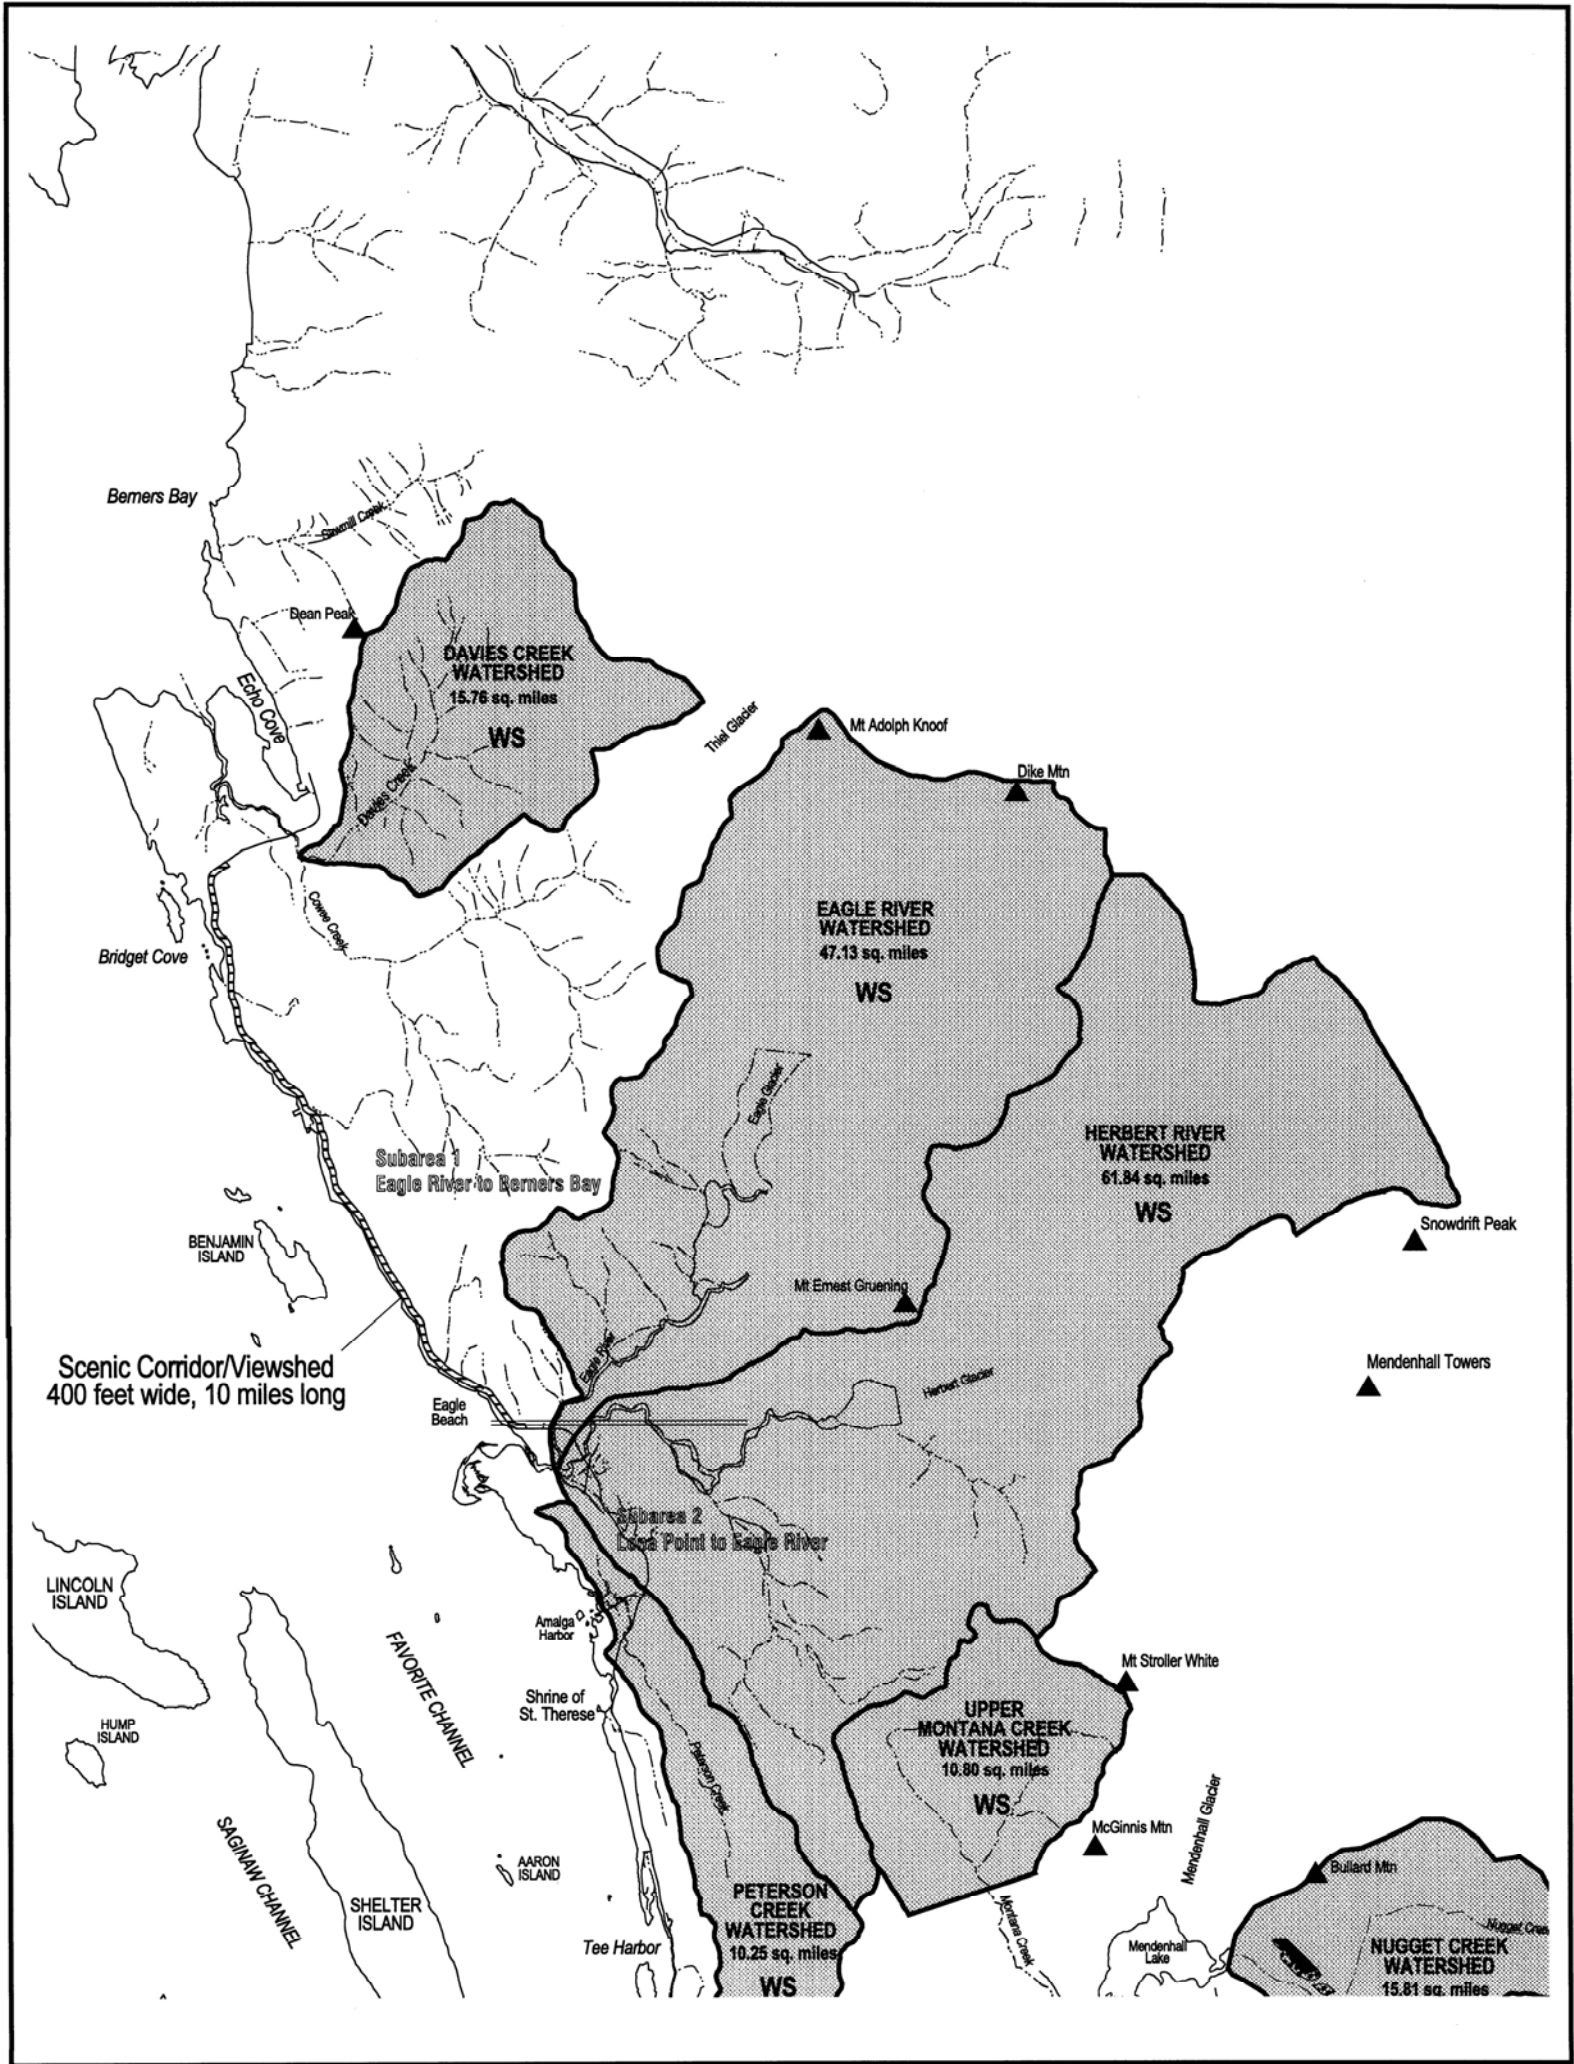 Berners Bay
Sawmill Creek
Dean Peak
DAVIES CREEK
WATERSHED
15.76 sq. miles
WS
Echo Cove
Davies Creek
Thiel Glacier
Mt Adolph Knoof
Dike Mtn
Cowee Creek
EAGLE RIVER
WATERSHED
47.13 sq. miles
WS
Bridget Cove
Eagle Glacier
HERBERT RIVER
WATERSHED
61.84 sq. miles
WS
Subarea 1
Eagle River to Berners Bay
Snowdrift Peak
BENJAMIN
ISLAND
Mt Ernest Gruening
Eagle River
Scenic Corridor/Viewshed
400 feet wide, 10 miles long
Mendenhall Towers
Herbert Glacier
Eagle
Beach
Subarea 2
Lena Point to Eagle River
LINCOLN
ISLAND
Amalga
Harbor
FAVORITE CHANNEL
Mt Stroller White
Shrine of
St. Therese
UPPER
MONTANA CREEK
WATERSHED
10.80 sq. miles
WS
HUMP
ISLAND
Peterson Creek
McGinnis Mtn
Mendenhall Glacier
SAGINAW CHANNEL
AARON
ISLAND
Bullard Mtn
PETERSON
CREEK
WATERSHED
10.25 sq. miles
WS
SHELTER
ISLAND
Tee Harbor
Montana Creek
Mendenhall
Lake
Nugget Creek
NUGGET CREEK
WATERSHED
15.81 sq. miles